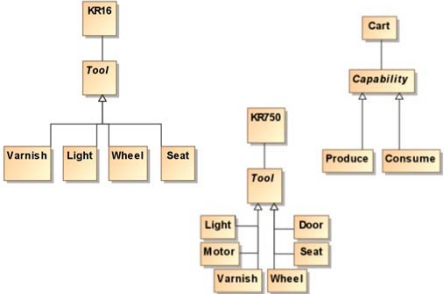 KR16
Tool
Varnish Light Wheel Seat
Cart
Capability
Produce Consume
KR750
Tool
Light Door
Motor Seat
Varnish Wheel